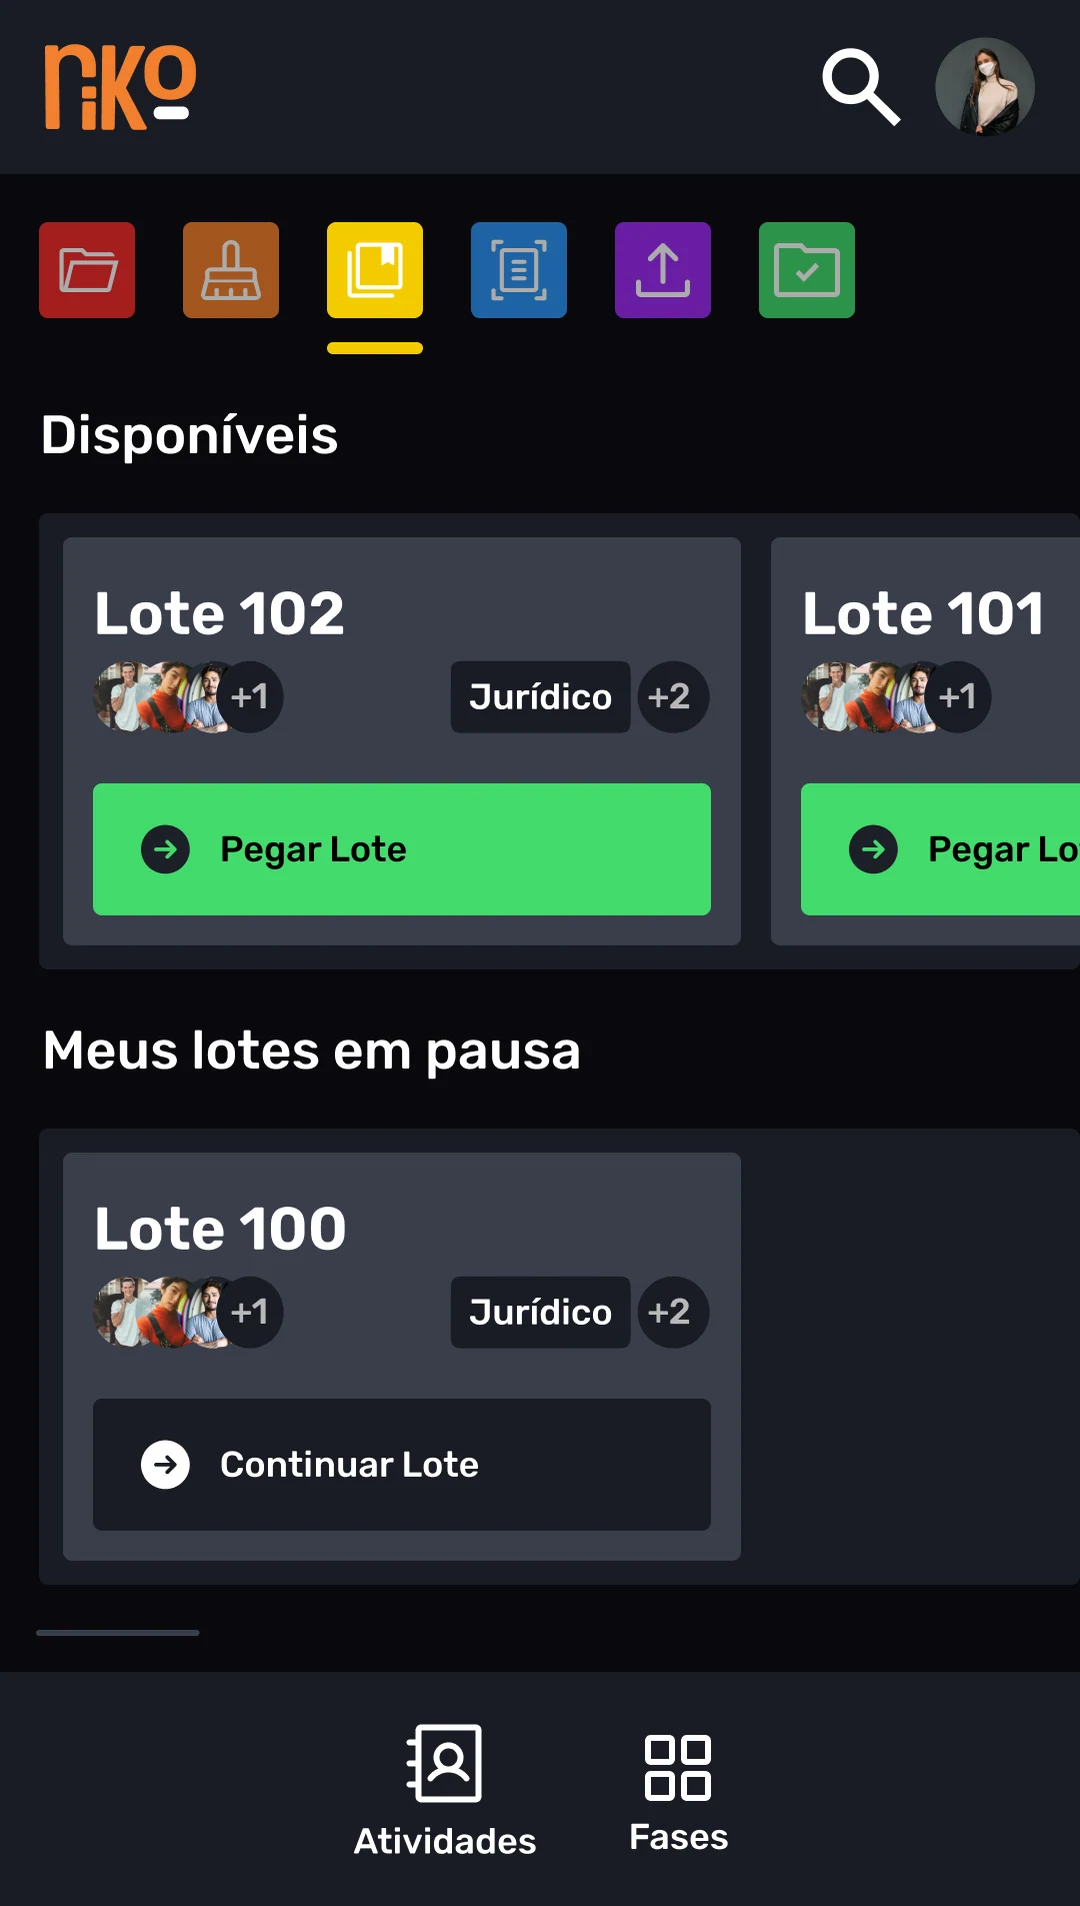 niko
Disponíveis
Lote 102
+1
Jurídico
+2
Pegar Lote
Lote 101
+1
Pegar Lo
Meus lotes em pausa
Lote 100
+1
Jurídico
+2
Continuar Lote
Atividades
Fases